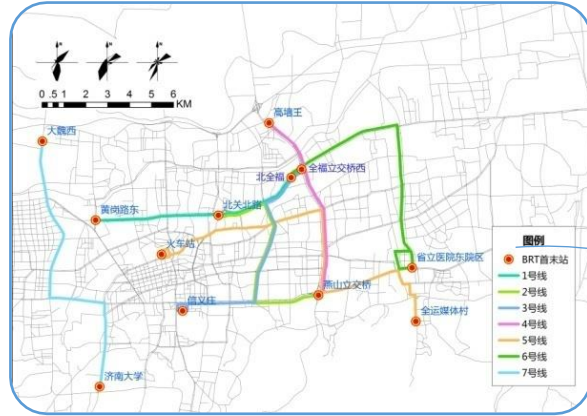 0 .5 1 2 3 4 5 6
KM
高墙王
大魏西
全福立交桥西
北全福
黄岗路东
北关北路
火车站
图例
BRT首末站
省立医院东院区
1号线
燕山立交桥
2号线
信义庄
3号线
全运媒体村
4号线
5号线
6号线
济南大学
7号线